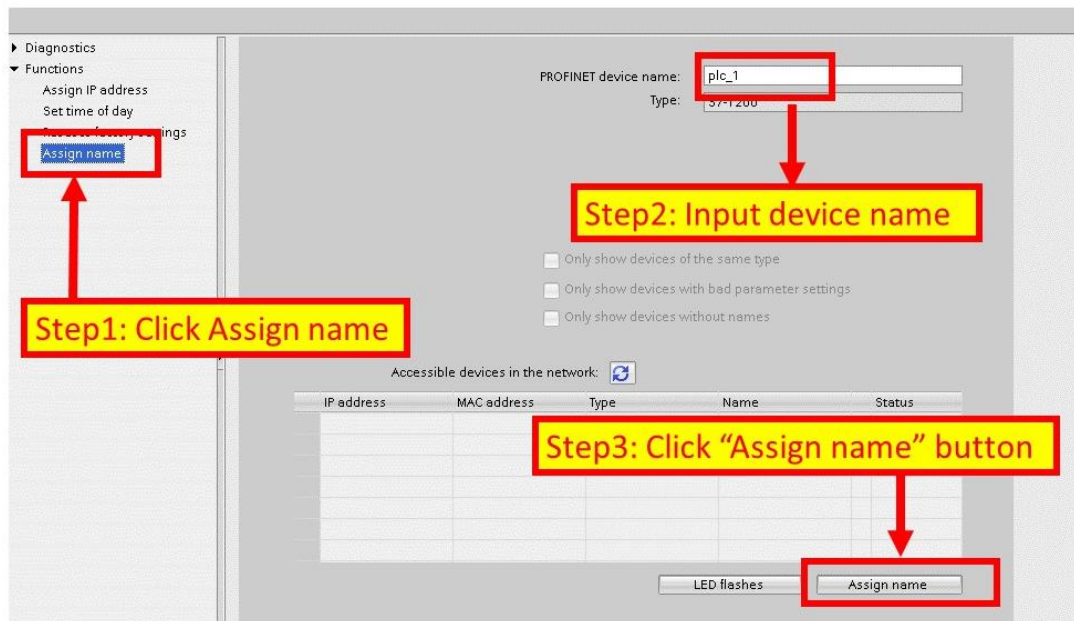 Diagnostics
Functions
Assign IP address
Set time of day
settings
Assign name
PROFINET device name: plc_1
Type: S7-1200
Step2: Input device name
Only show devices of the same type
Only show devices with bad parameter settings
Only show devices without names
Step1: Click Assign name
Accessible devices in the network:
IP address MAC address Type Name Status
Step3: Click “Assign name” button
LED flashes Assign name